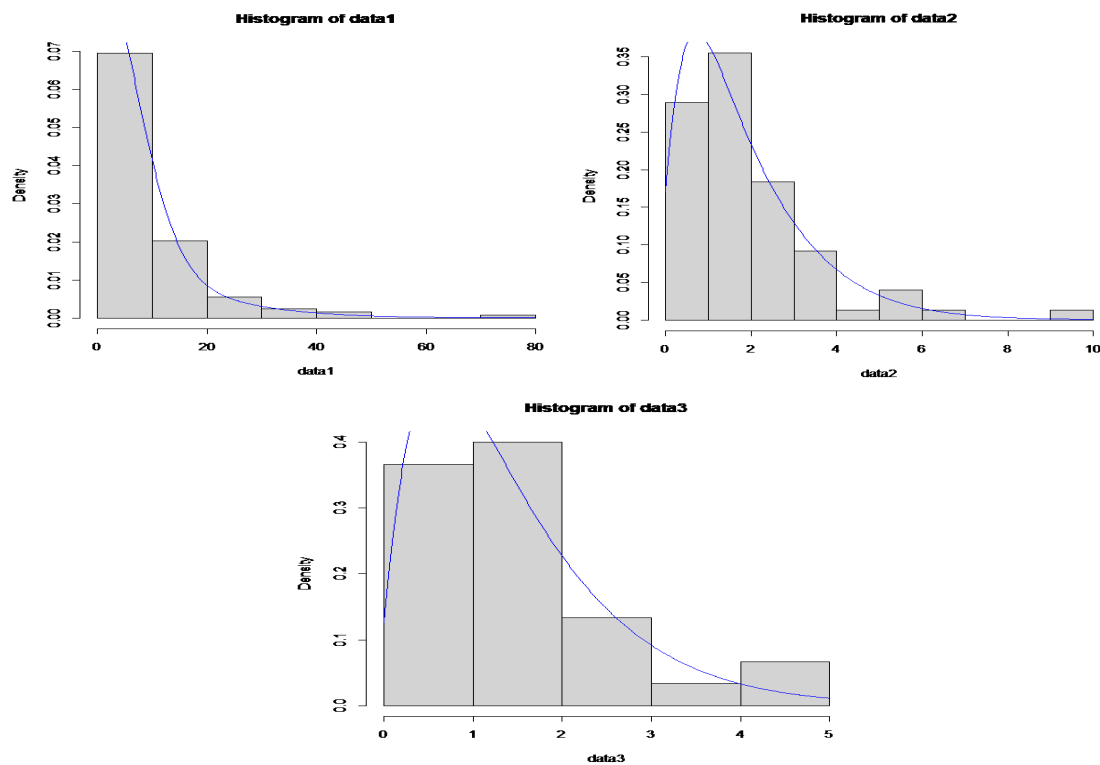 Histogram of data1
Density
0.00 0.01 0.02 0.03 0.04 0.05 0.06 0.07
0 20 40 60 80
data1
Histogram of data2
Density
0.00 0.05 0.10 0.15 0.20 0.25 0.30 0.35
0 2 4 6 8 10
data2
Histogram of data3
Density
0.0 0.1 0.2 0.3 0.4
0 1 2 3 4 5
data3